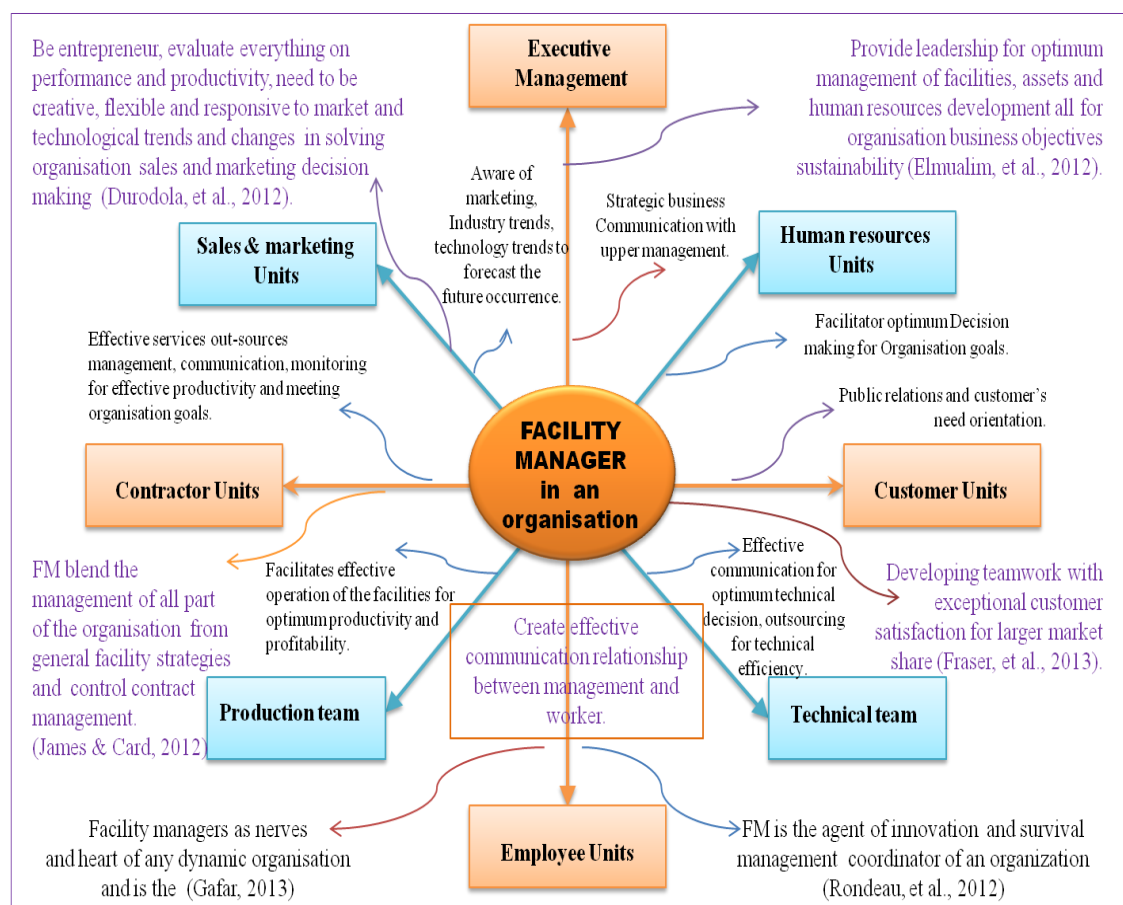 Be entrepreneur, evaluate everything on
performance and productivity, need to be
creative, flexible and responsive to market and
technological trends and changes in solving
organisation sales and marketing decision
making (Durodola, et al., 2012).
Executive
Management
Provide leadership for optimum
management of facilities, assets and
human resources development all for
organisation business objectives
sustainability (Elmualim, et al., 2012).
Aware of
marketing,
Industry trends,
technology trends to
forecast the
future occurrence.
Strategic business
Communication with
upper management.
Sales & marketing
Units
Human resources
Units
Effective services out-sources
management, communication, monitoring
for effective productivity and meeting
organisation goals.
Facilitator optimum Decision
making for Organisation goals.
Public relations and customer's
need orientation.
FACILITY
MANAGER
in an
organisation
Contractor Units
Customer Units
FM blend the
management of all part
of the organisation from
general facility strategies
and control contract
management.
(James & Card, 2012)
Facilitates effective
operation of the facilities for
optimum productivity and
profitability.
Create effective
communication relationship
between management and
worker.
Effective
communication for
optimum technical
decision, outsourcing
for technical
efficiency.
Developing teamwork with
exceptional customer
satisfaction for larger market
share (Fraser, et al., 2013).
Production team
Technical team
Facility managers as nerves
and heart of any dynamic organisation
and is the (Gafar, 2013)
Employee Units
FM is the agent of innovation and survival
management coordinator of an organization
(Rondeau, et al., 2012)